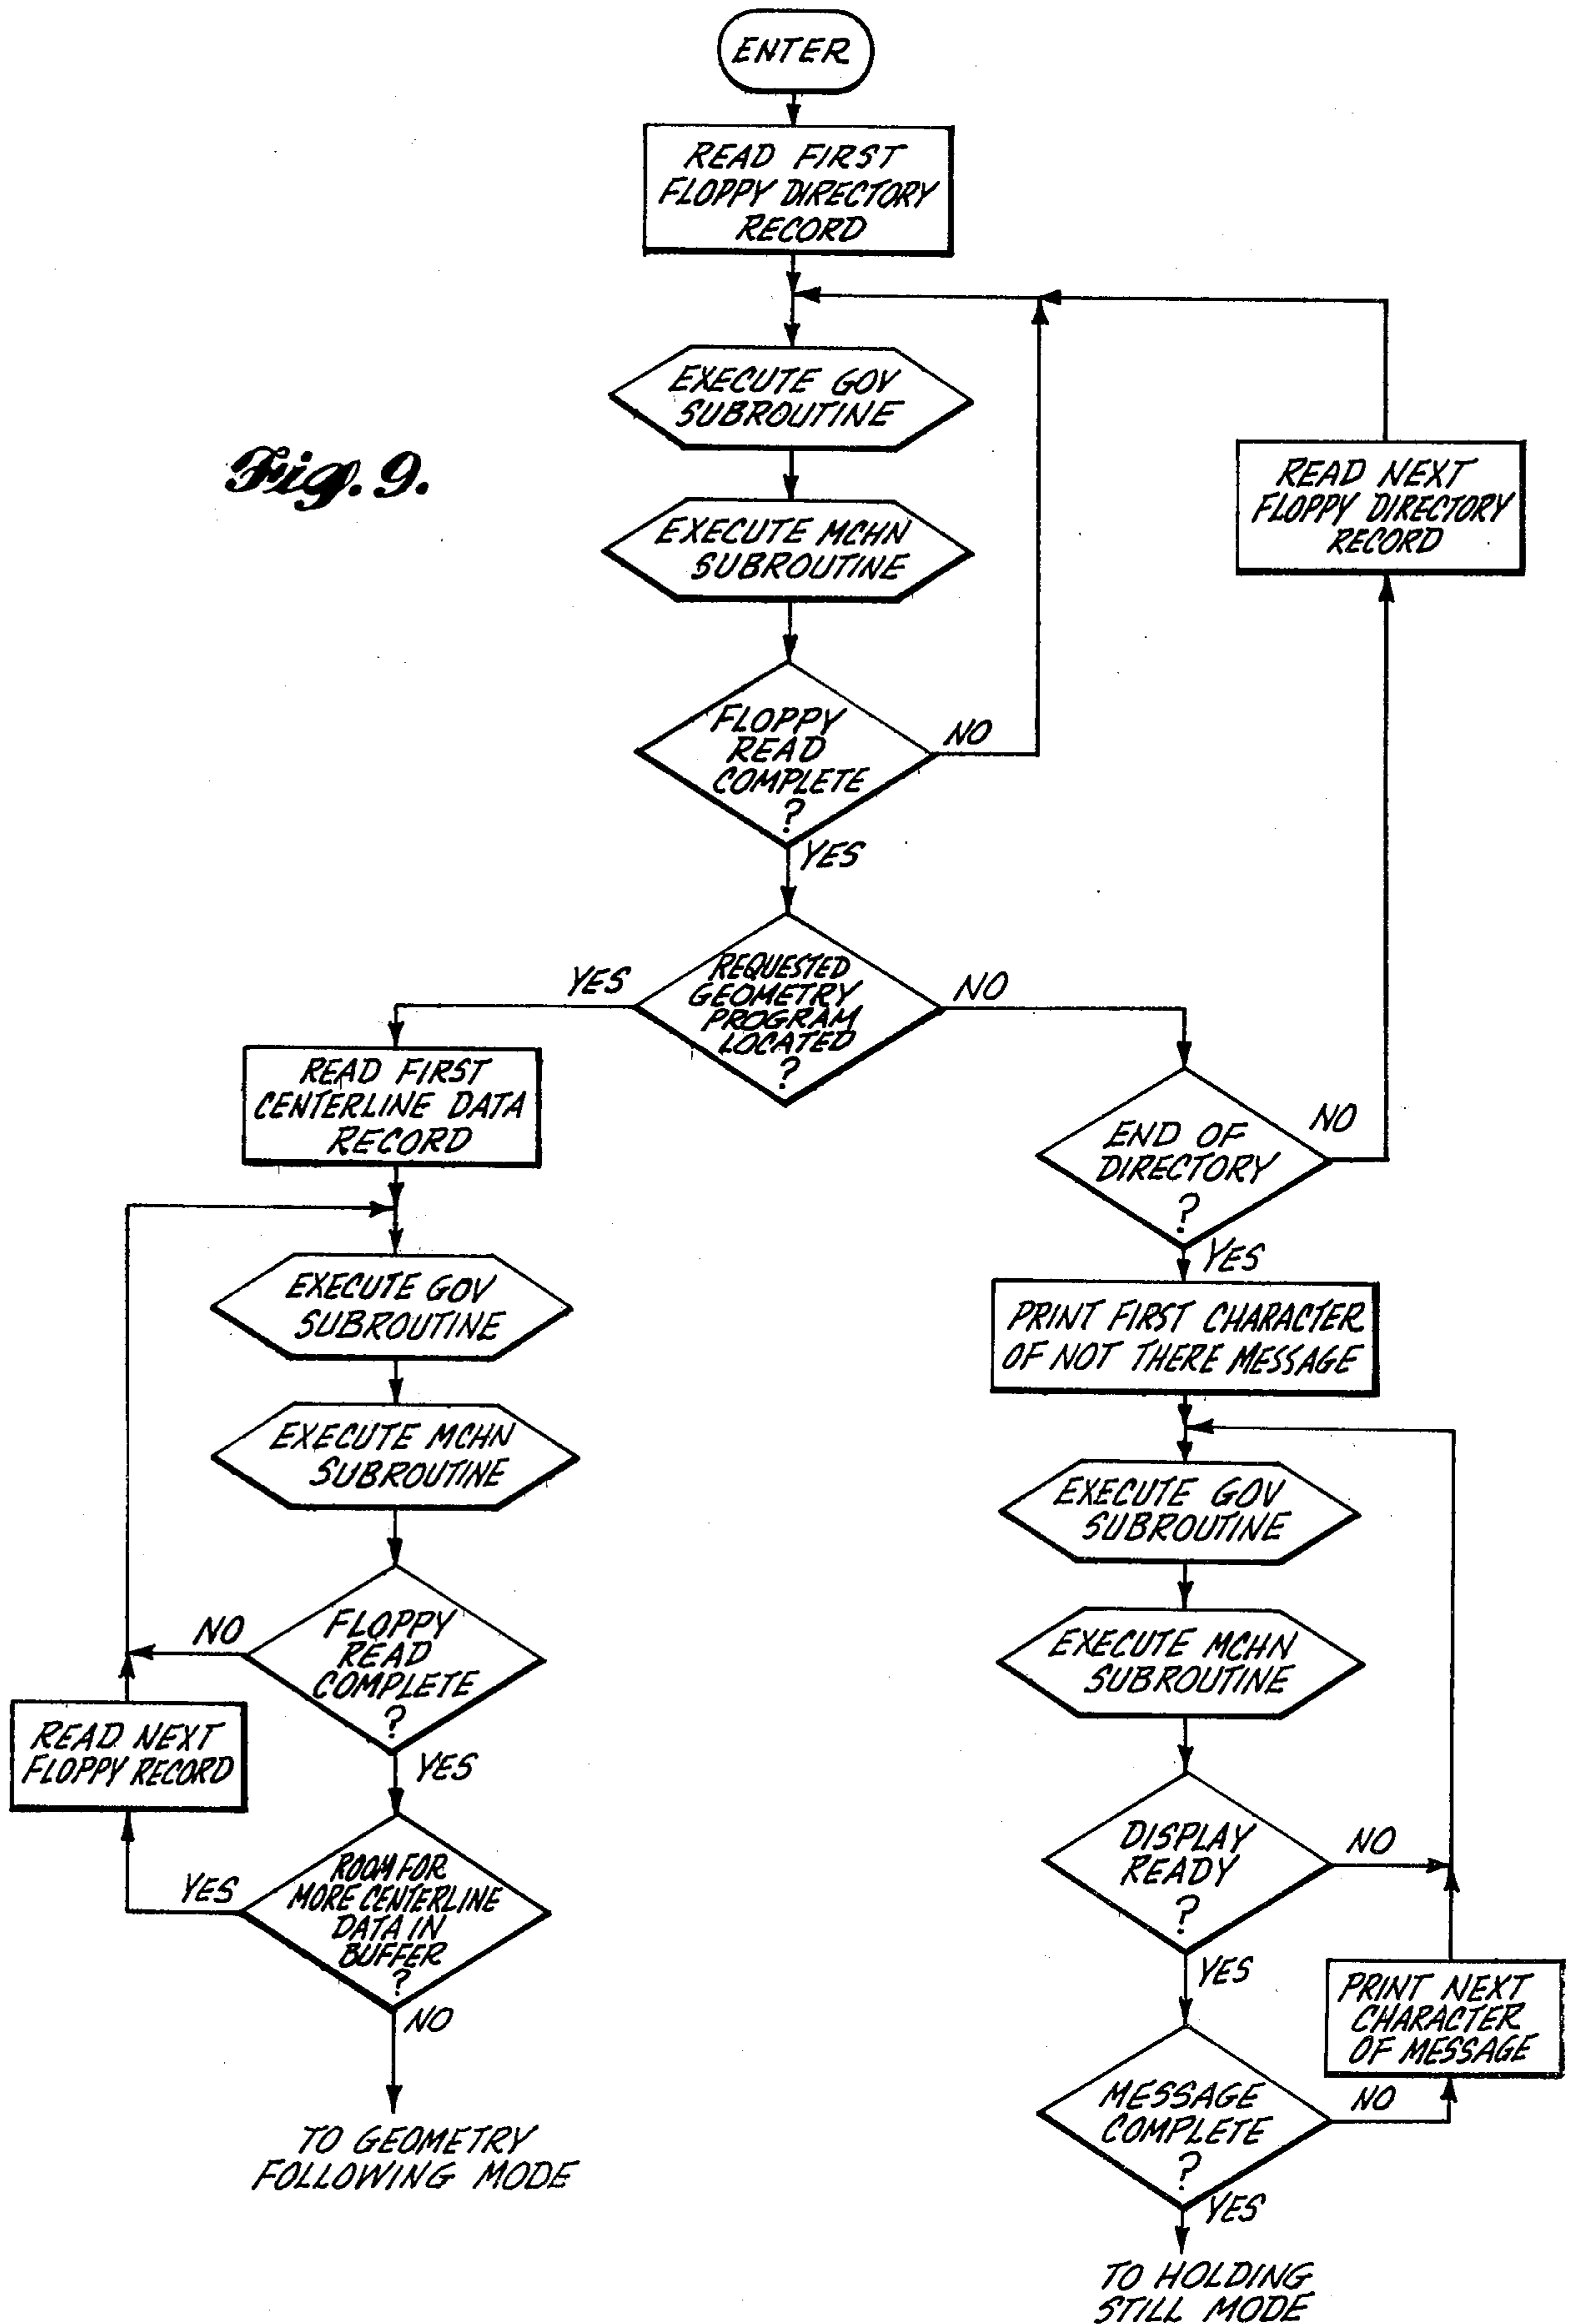 ENTER
READ FIRST
FLOPPY DIRECTORY
RECORD
EXECUTE GOV
SUBROUTINE
Fig. 9.
READ NEXT
FLOPPY DIRECTORY
RECORD
EXECUTE MCHN
SUBROUTINE
FLOPPY
READ
COMPLETE
?
NO
YES
REQUESTED
GEOMETRY
PROGRAM
LOCATED
?
YES
NO
READ FIRST
CENTERLINE DATA
RECORD
END OF
DIRECTORY
?
NO
YES
EXECUTE GOV
SUBROUTINE
PRINT FIRST CHARACTER
OF NOT THERE MESSAGE
EXECUTE MCHN
SUBROUTINE
EXECUTE GOV
SUBROUTINE
FLOPPY
READ
COMPLETE
?
NO
YES
EXECUTE MCHN
SUBROUTINE
READ NEXT
FLOPPY RECORD
ROOM FOR
MORE CENTERLINE
DATA IN
BUFFER
?
YES
NO
DISPLAY
READY
?
NO
YES
PRINT NEXT
CHARACTER
OF MESSAGE
MESSAGE
COMPLETE
?
NO
YES
TO GEOMETRY
FOLLOWING MODE
TO HOLDING
STILL MODE